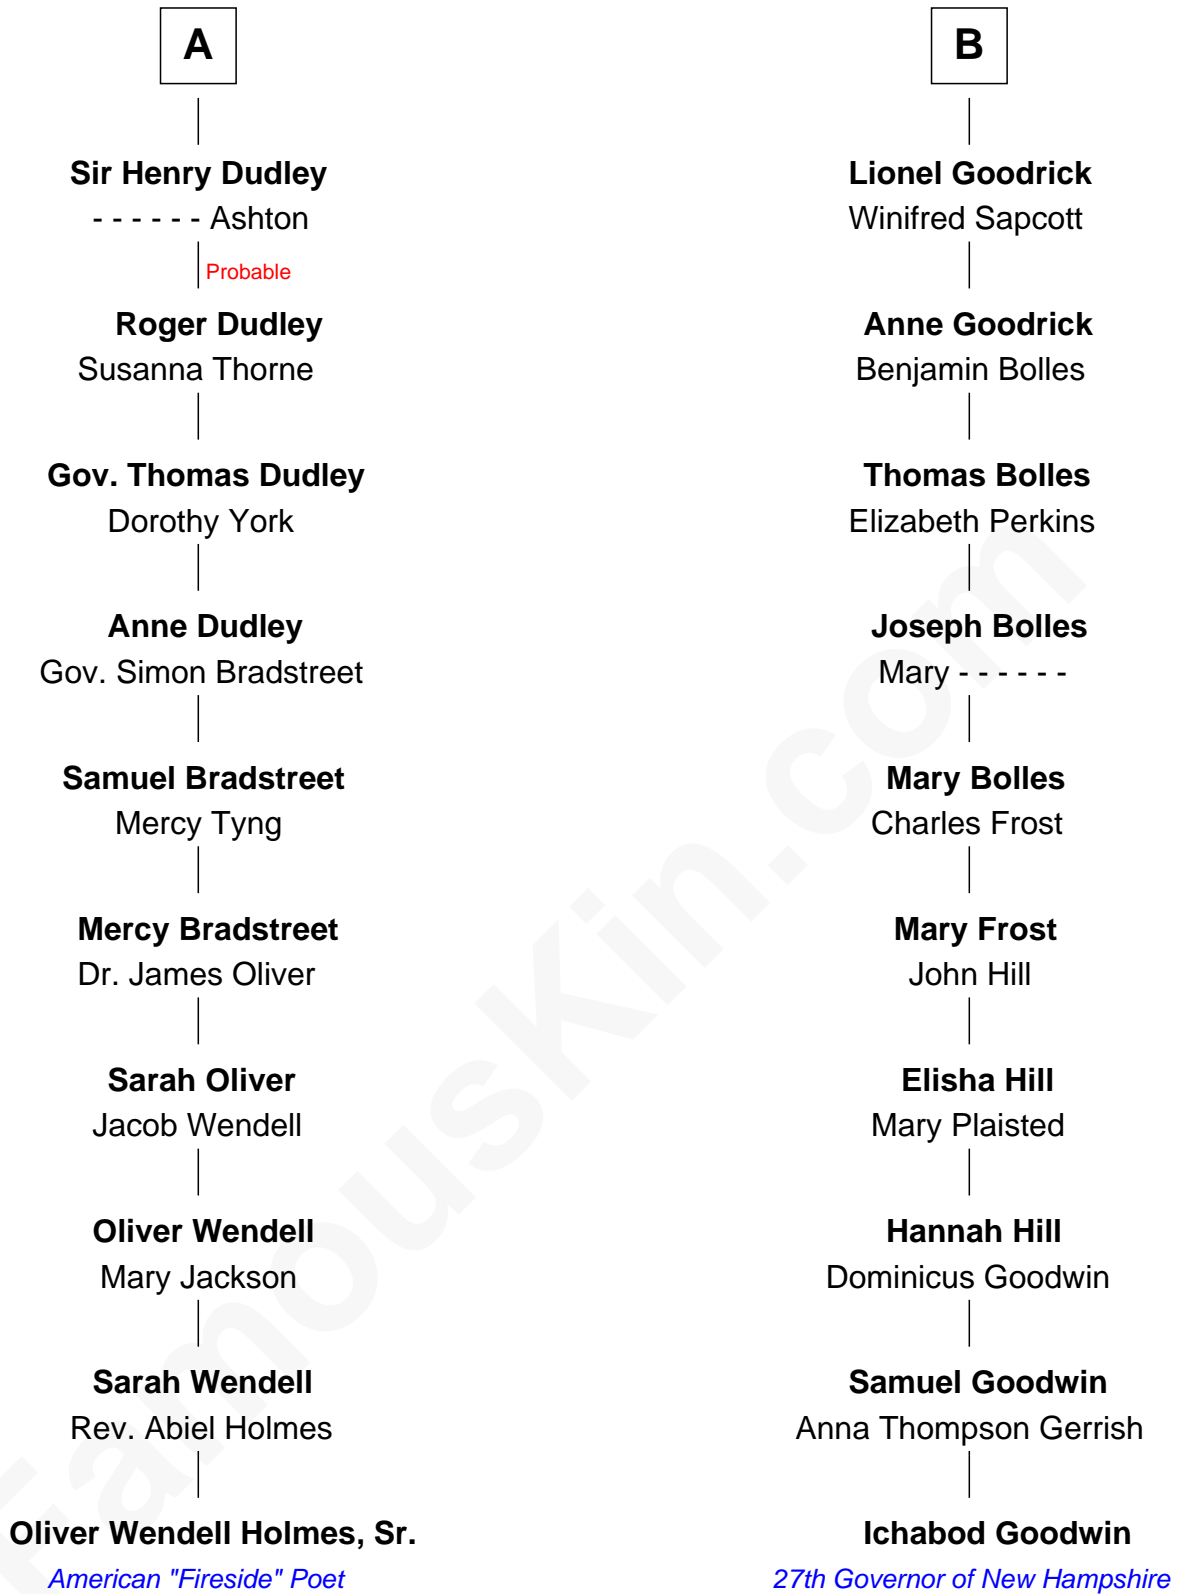 A
Sir Henry Dudley
- - - - - - Ashton
Probable
Roger Dudley
Susanna Thorne
Gov. Thomas Dudley
Dorothy York
Anne Dudley
Gov. Simon Bradstreet
Samuel Bradstreet
Mercy Tyng
Mercy Bradstreet
Dr. James Oliver
Sarah Oliver
Jacob Wendell
Oliver Wendell
Mary Jackson
Sarah Wendell
Rev. Abiel Holmes
Oliver Wendell Holmes, Sr.
American "Fireside" Poet
B
Lionel Goodrick
Winifred Sapcott
Anne Goodrick
Benjamin Bolles
Thomas Bolles
Elizabeth Perkins
Joseph Bolles
Mary - - - - - -
Mary Bolles
Charles Frost
Mary Frost
John Hill
Elisha Hill
Mary Plaisted
Hannah Hill
Dominicus Goodwin
Samuel Goodwin
Anna Thompson Gerrish
Ichabod Goodwin
27th Governor of New Hampshire
FamousKin.com